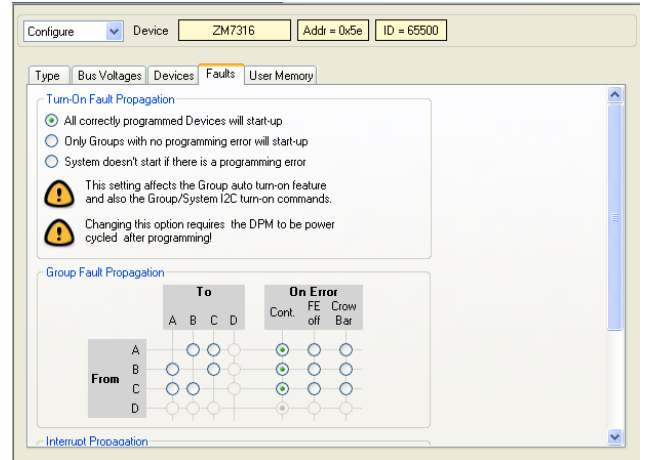 Configure Device ZM7316 Addr = 0x5e ID = 65500
Type Bus Voltages Devices Faults User Memory
Turn-On Fault Propagation
All correctly programmed Devices will start-up
Only Groups with no programming error will start-up
System doesn't start if there is a programming error
This setting affects the Group auto turn-on feature
and also the Group/System I2C turn-on commands.
Changing this option requires the DPM to be power
cycled after programming!
Group Fault Propagation
To On Error
A B C D Cont. FE off Crow Bar
From
A
B
C
D
Interrupt Propagation